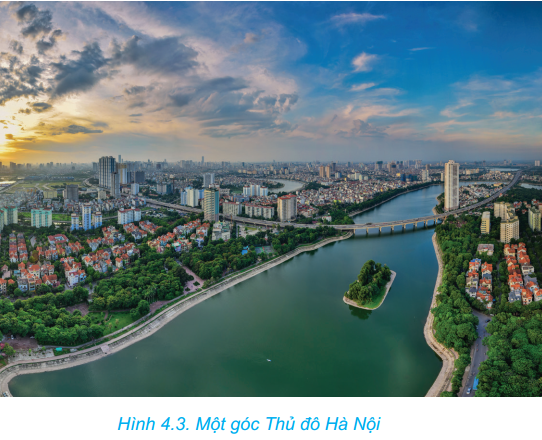 Hình 4.3. Một góc Thủ đô Hà Nội